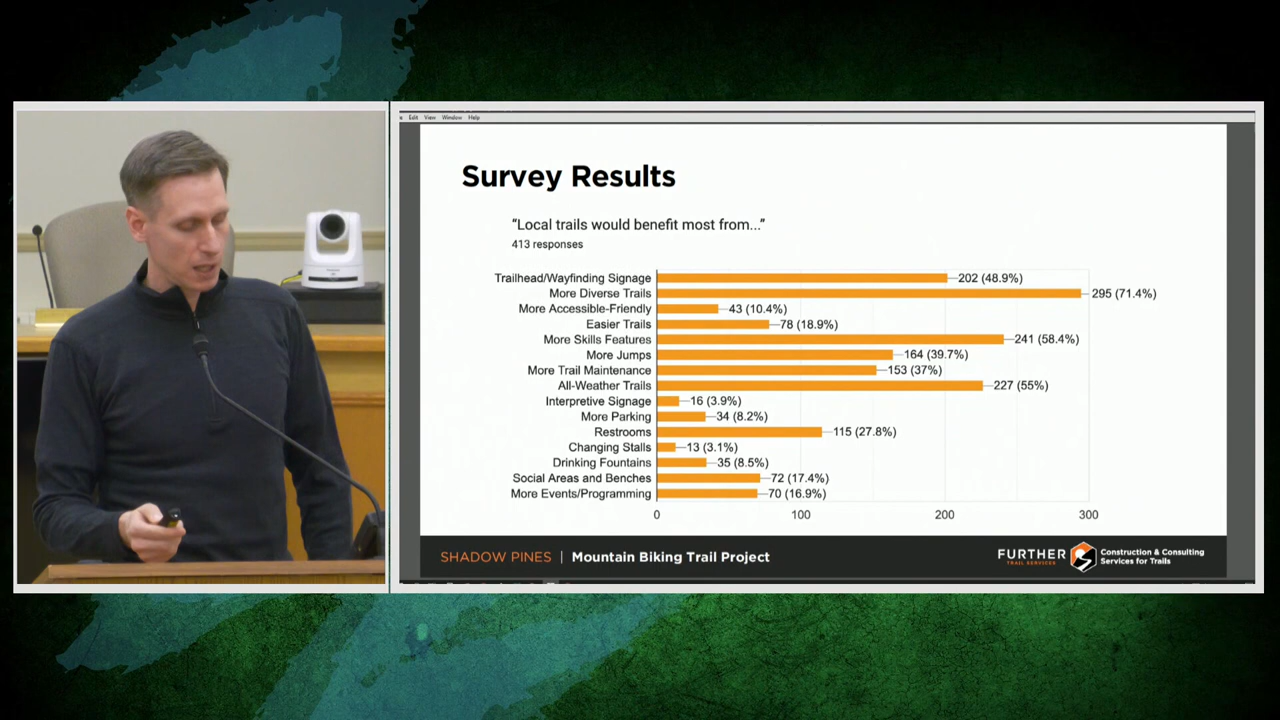 Edit View Window Help
Survey Results
“Local trails would benefit most from...”
413 responses
Trailhead/Wayfinding Signage 202 (48.9%)
More Diverse Trails 295 (71.4%)
More Accessible-Friendly 43 (10.4%)
Easier Trails 78 (18.9%)
More Skills Features 241 (58.4%)
More Jumps 164 (39.7%)
More Trail Maintenance 153 (37%)
All-Weather Trails 227 (55%)
Interpretive Signage 16 (3.9%)
More Parking 34 (8.2%)
Restrooms 115 (27.8%)
Changing Stalls 13 (3.1%)
Drinking Fountains 35 (8.5%)
Social Areas and Benches 72 (17.4%)
More Events/Programming 70 (16.9%)
0 100 200 300
SHADOW PINES | Mountain Biking Trail Project
FURTHER
TRAIL SERVICES
Construction & Consulting
Services for Trails